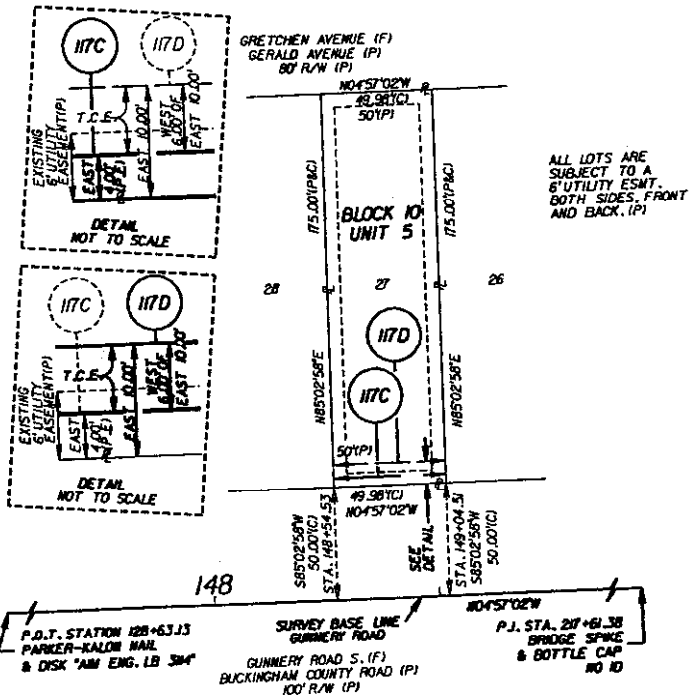 117C
117D
EXISTING
6' UTILITY
EASEMENT(P)
T.C.E.
EAST 10.00'
WEST
6.00' OF
EAST 10.00'
EAST
4.00'
(P.E)
DETAIL
NOT TO SCALE
117C
117D
EXISTING
6' UTILITY
EASEMENT(P)
T.C.E.
EAST 10.00'
WEST
6.00' OF
EAST 10.00'
EAST
4.00'
(P.E)
DETAIL
NOT TO SCALE
GRETCHEN AVENUE (F)
GERALD AVENUE (P)
80' R/W (P)
N04°57'02"W
49.98'(C)
50'(P)
175.00'(P&C)
175.00'(P&C)
BLOCK 10
UNIT 5
ALL LOTS ARE
SUBJECT TO A
6' UTILITY ESMT.
BOTH SIDES, FRONT
AND BACK. (P)
28
27
26
117D
117C
N85°02'58"E
N85°02'58"E
50'(P)
49.98'(C)
N04°57'02"W
S85°02'58"W
50.00'(C)
STA. 148+54.53
SEE
DETAIL
STA. 149+04.51
S85°02'58"W
50.00'(C)
148
N04°57'02"W
P.O.T. STATION 128+63.13
PARKER-KALON NAIL
& DISK "AIM ENG. LB 3114"
SURVEY BASE LINE
GUNNERY ROAD
GUNNERY ROAD S. (F)
BUCKINGHAM COUNTY ROAD (P)
100' R/W (P)
P.I. STA. 217+61.38
BRIDGE SPIKE
& BOTTLE CAP
NO ID